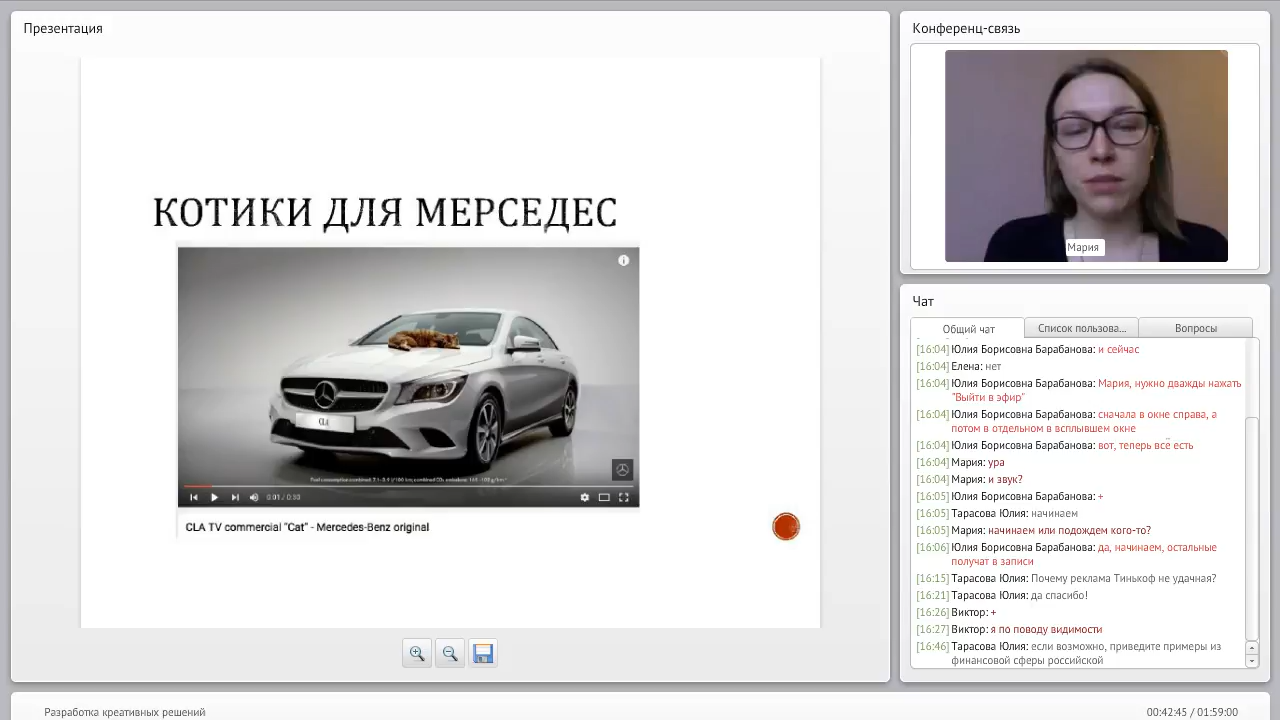 Презентация
КОТИКИ ДЛЯ МЕРСЕДЕС
CLA
0:01 / 0:30
CLA TV commercial "Cat" - Mercedes-Benz original
Конференц-связь
Мария
Чат
Общий чат
Список пользова...
Вопросы
[16:04] Юлия Борисовна Барабанова: и сейчас
[16:04] Елена: нет
[16:04] Юлия Борисовна Барабанова: Мария, нужно дважды нажать
"Выйти в эфир"
[16:04] Юлия Борисовна Барабанова: сначала в окне справа, а
потом в отдельном в всплывшем окне
[16:04] Юлия Борисовна Барабанова: вот, теперь всё есть
[16:04] Мария: ура
[16:04] Мария: и звук?
[16:05] Юлия Борисовна Барабанова: +
[16:05] Тарасова Юлия: начинаем
[16:05] Мария: начинаем или подождем кого-то?
[16:06] Юлия Борисовна Барабанова: да, начинаем, остальные
получат в записи
[16:15] Тарасова Юлия: Почему реклама Тинькоф не удачная?
[16:21] Тарасова Юлия: да спасибо!
[16:26] Виктор: +
[16:27] Виктор: я по поводу видимости
[16:46] Тарасова Юлия: если возможно, приведите примеры из
финансовой сферы российской
Разработка креативных решений
00:42:45 / 01:59:00